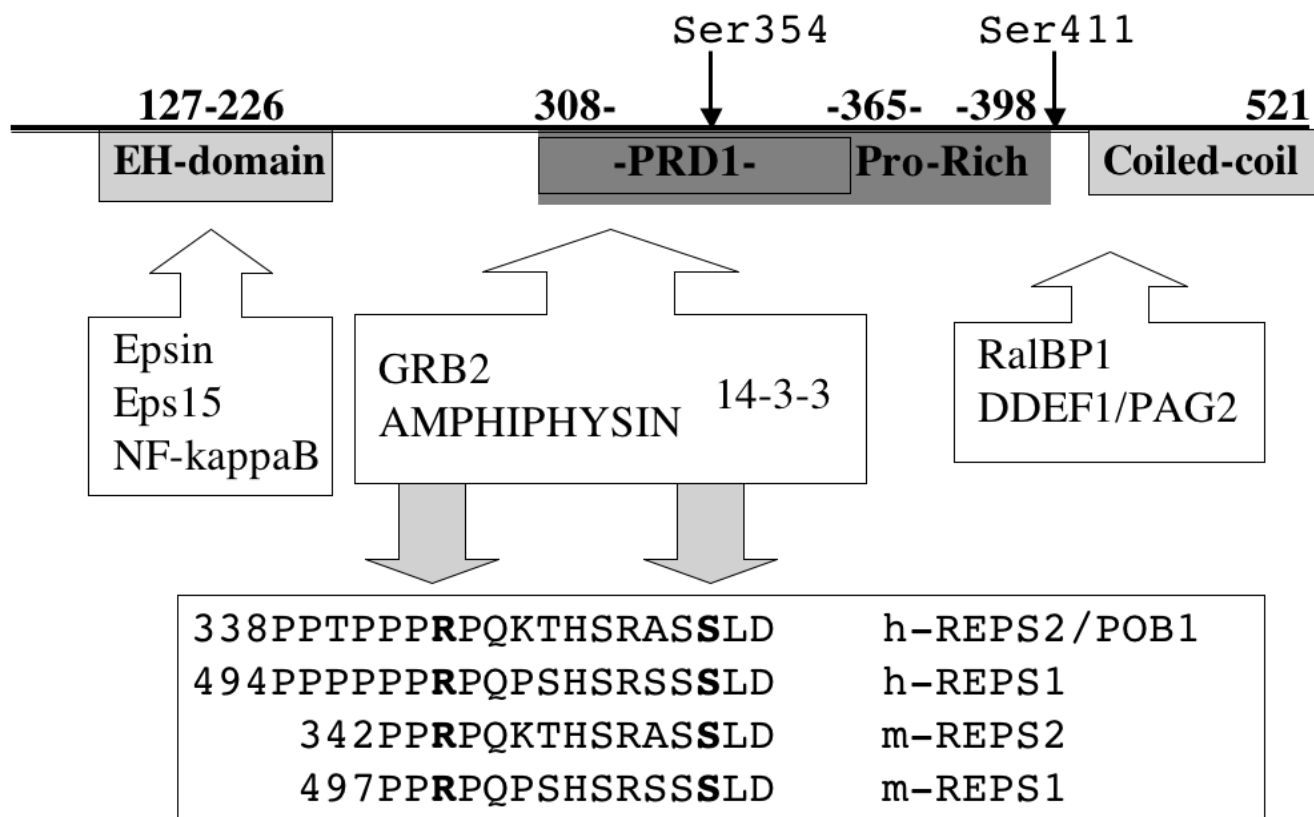 Ser354 Ser411
127-226 308- -365- -398 521
EH-domain -PRD1- Pro-Rich Coiled-coil
Epsin
Eps15
NF-kappaB
GRB2
AMPHIPHYSIN
14-3-3
RalBP1
DDEF1/PAG2
338PPTPPPRPQKTHSRASSLD h-REPS2/POB1
494PPPPPPRPQPSHSRSSSLD h-REPS1
342PPRPQKTHSRASSLD m-REPS2
497PPRPQPSHSRSSSLD m-REPS1